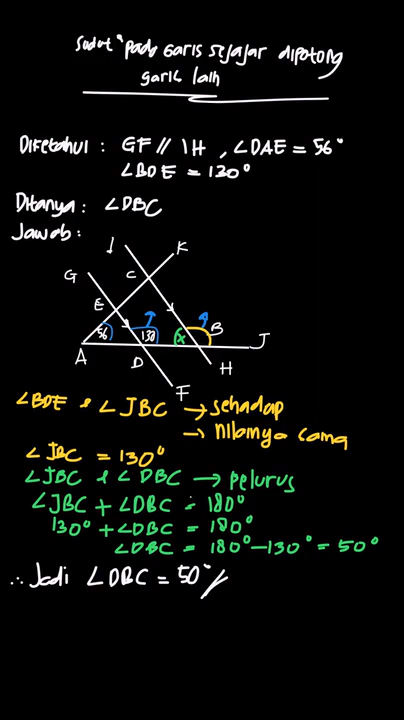 Sudut" pada garis sejajar dipotong
garis lain
Diketahui : GF // IH , ∠DAE = 56°
∠BDE = 130°
Ditanya : ∠DBC
Jawab :
I
K
G
C
E
56
130
x
B
A
D
H
J
F
∠BDE & ∠JBC → sehadap
→ nilainya sama
∠JBC = 130°
∠JBC & ∠DBC → pelurus
∠JBC + ∠DBC = 180°
130° + ∠DBC = 180°
∠DBC = 180° - 130° = 50°
∴ Jadi ∠DBC = 50°//